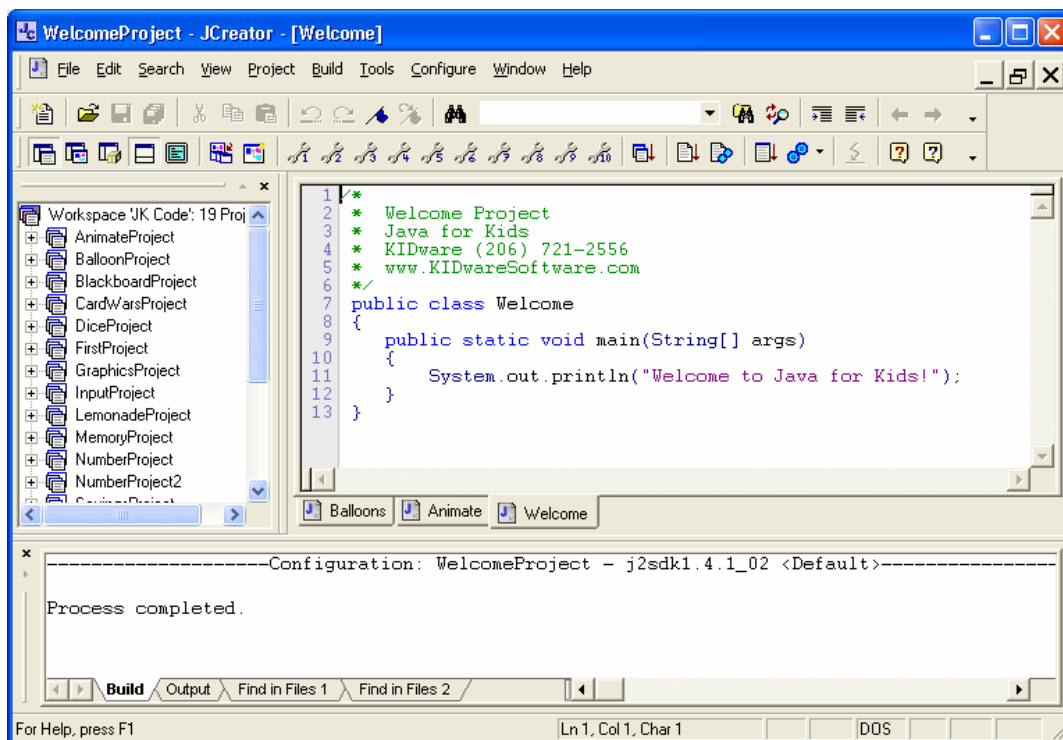 WelcomeProject - JCreator - [Welcome]
File Edit Search View Project Build Tools Configure Window Help
Workspace 'JK Code': 19 Proj
AnimateProject
BalloonProject
BlackboardProject
CardWarsProject
DiceProject
FirstProject
GraphicsProject
InputProject
LemonadeProject
MemoryProject
NumberProject
NumberProject2
1 /*
2 * Welcome Project
3 * Java for Kids
4 * KIDware (206) 721-2556
5 * www.KIDwareSoftware.com
6 */
7 public class Welcome
8 {
9 public static void main(String[] args)
10 {
11 System.out.println("Welcome to Java for Kids!");
12 }
13 }
Balloons Animate Welcome
--------------------Configuration: WelcomeProject - j2sdk1.4.1_02 <Default>----------------
Process completed.
Build Output Find in Files 1 Find in Files 2
For Help, press F1 Ln 1, Col 1, Char 1 DOS